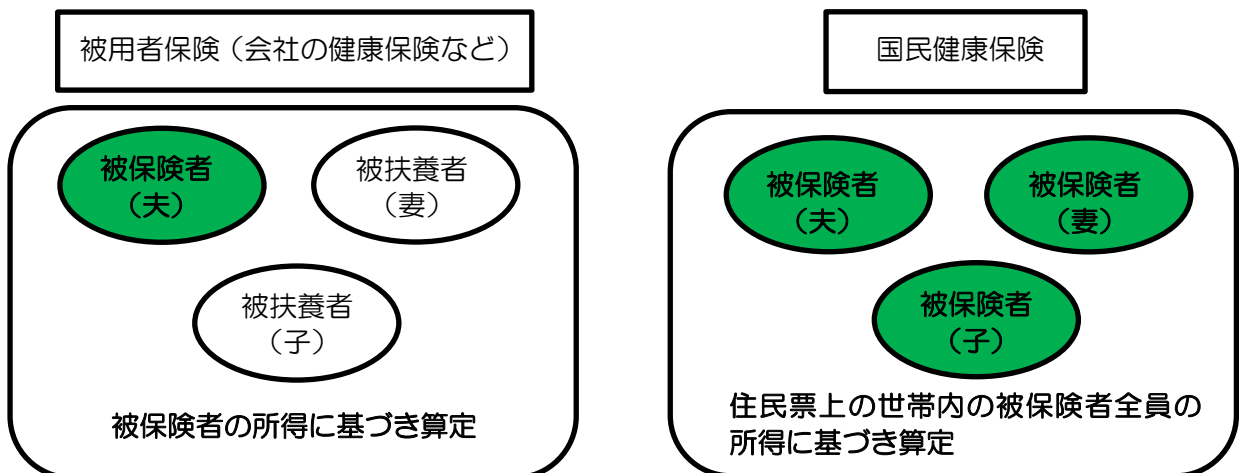 被用者保険（会社の健康保険など）
被保険者
（夫）
被扶養者
（妻）
被扶養者
（子）
被保険者の所得に基づき算定
国民健康保険
被保険者
（夫）
被保険者
（妻）
被保険者
（子）
住民票上の世帯内の被保険者全員の
所得に基づき算定